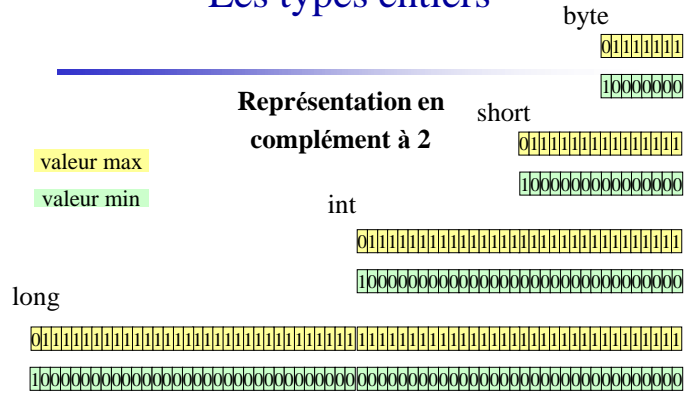 Les types entiers
byte
01111111
10000000
Représentation en
complément à 2
short
0111111111111111
1000000000000000
valeur max
valeur min
int
01111111111111111111111111111111
10000000000000000000000000000000
long
0111111111111111111111111111111111111111111111111111111111111111
1000000000000000000000000000000000000000000000000000000000000000